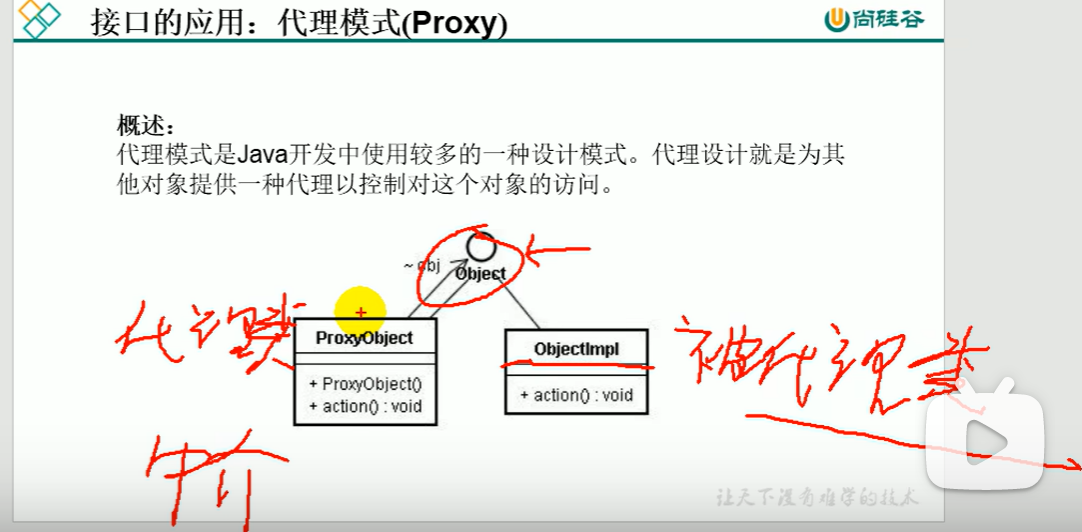 接口的应用：代理模式(Proxy)
尚硅谷
概述：
代理模式是Java开发中使用较多的一种设计模式。代理设计就是为其
他对象提供一种代理以控制对这个对象的访问。
~ obj
Object
代理类
ProxyObject
+ ProxyObject()
+ action() : void
ObjectImpl
+ action() : void
被代理类
中介
让天下没有难学的技术